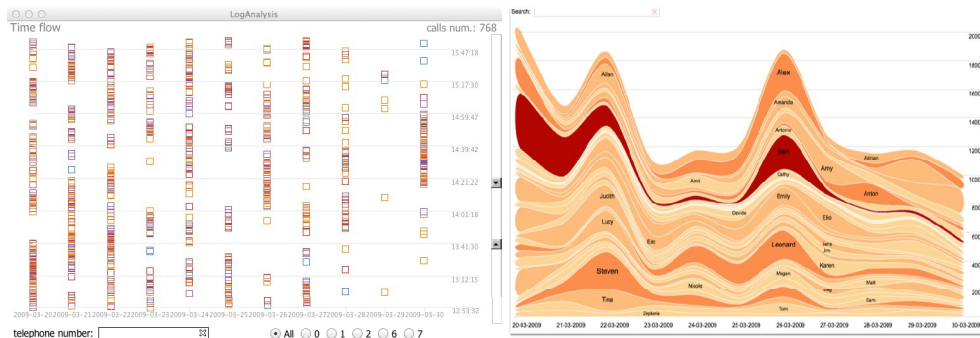 LogAnalysis
Time flow
calls num.: 768
15:47:18
15:17:30
14:59:47
14:39:42
14:21:22
14:01:18
13:41:30
13:12:15
12:53:32
2009-03-20
2009-03-21
2009-03-22
2009-03-23
2009-03-24
2009-03-25
2009-03-26
2009-03-27
2009-03-28
2009-03-29
2009-03-30
telephone number:
All 0 1 2 6 7
Search:
2000
1800
1600
1400
1200
1000
800
600
400
200
Allan
Alex
Amanda
Antonio
Cathy
Amy
Adrian
Anton
Davide
Judith
Emily
Lucy
Elio
Eric
Leonard
Karen
Steven
Megan
Nicole
Matt
Tina
Sam
Tom
20-03-2009
21-03-2009
22-03-2009
23-03-2009
24-03-2009
25-03-2009
26-03-2009
27-03-2009
28-03-2009
29-03-2009
30-03-2009